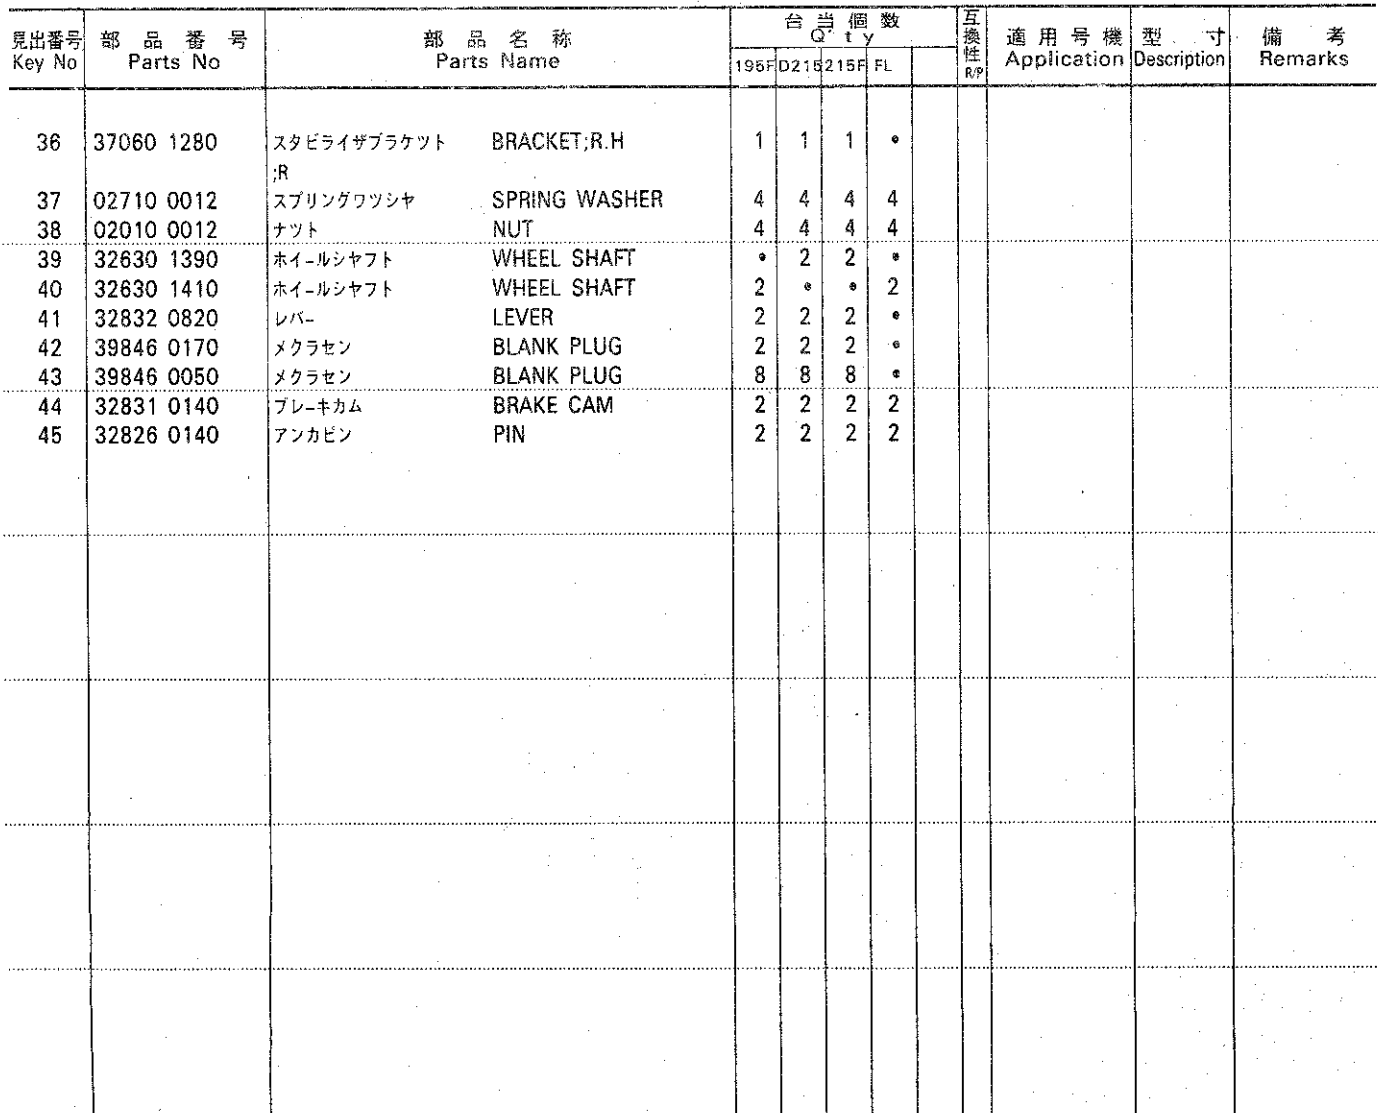 見出番号 部品番号 部品名称 台当個数 互換性 適用号機 型寸 備考
Key No Parts No Parts Name Q'ty R/P Application Description Remarks
195F D215 215F FL
36 37060 1280 スタビライザブラケツト BRACKET;R.H 1 1 1 •
;R
37 02710 0012 スプリングワツシヤ SPRING WASHER 4 4 4 4
38 02010 0012 ナツト NUT 4 4 4 4
39 32630 1390 ホイ-ルシヤフト WHEEL SHAFT • 2 2 •
40 32630 1410 ホイ-ルシヤフト WHEEL SHAFT 2 • • 2
41 32832 0820 レバ- LEVER 2 2 2 •
42 39846 0170 メクラセン BLANK PLUG 2 2 2 •
43 39846 0050 メクラセン BLANK PLUG 8 8 8 •
44 32831 0140 ブレ-キカム BRAKE CAM 2 2 2 2
45 32826 0140 アンカピン PIN 2 2 2 2